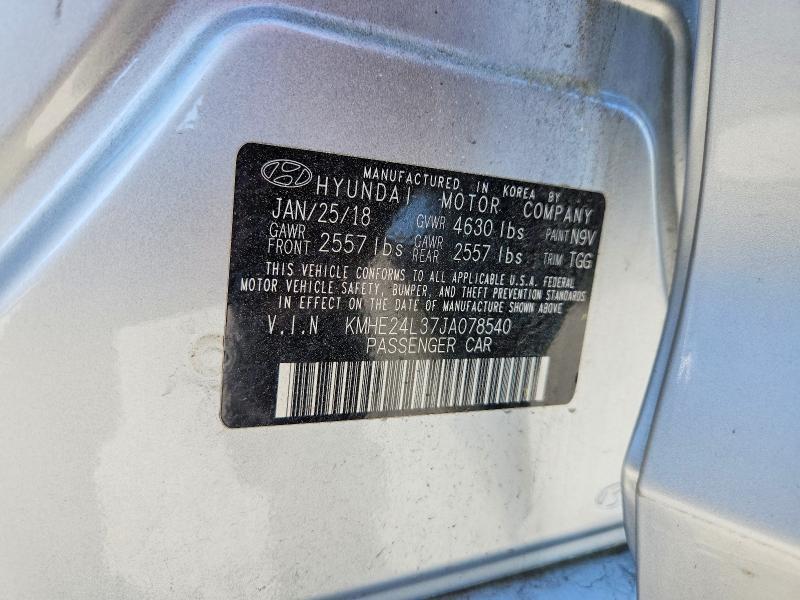 MANUFACTURED IN KOREA BY
HYUNDAI MOTOR COMPANY
JAN/25/18 GVWR 4630 lbs PAINT N9V
GAWR FRONT 2557 lbs GAWR REAR 2557 lbs TRIM TGG
THIS VEHICLE CONFORMS TO ALL APPLICABLE U.S.A. FEDERAL
MOTOR VEHICLE SAFETY, BUMPER, AND THEFT PREVENTION STANDARDS
IN EFFECT ON THE DATE OF MANUFACTURE SHOWN ABOVE
V.I.N KMHE24L37JA078540
PASSENGER CAR